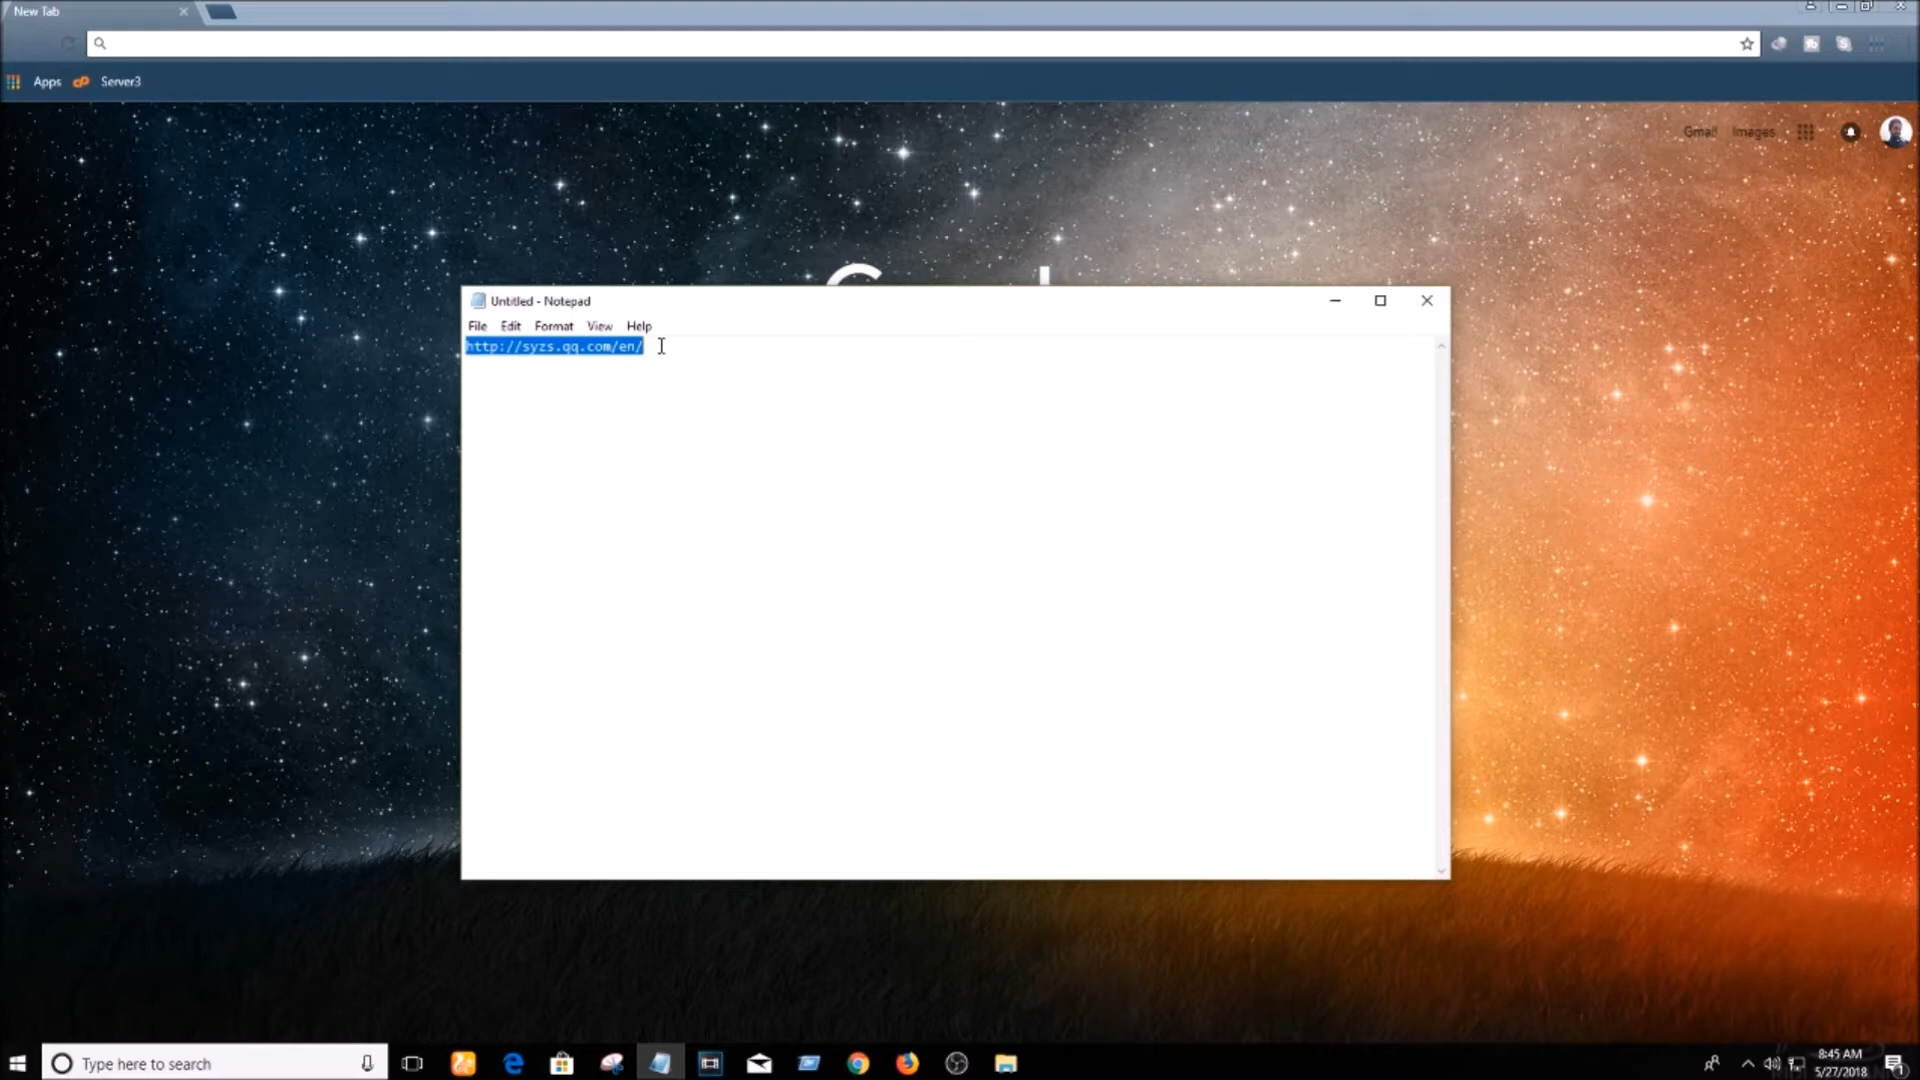 New Tab
Apps
Server3
Gmail
Images
Untitled - Notepad
File Edit Format View Help
http://syzs.qq.com/en/
Type here to search
8:45 AM
5/27/2018